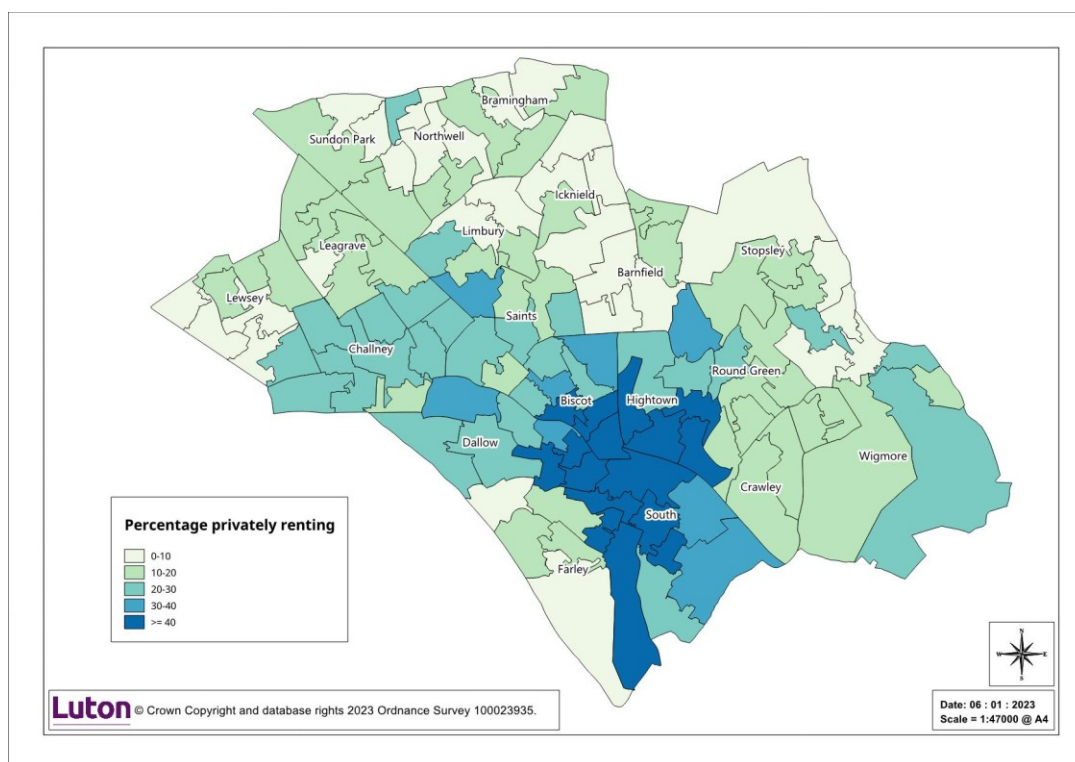 Bramingham
Sundon Park
Northwell
Icknield
Limbury
Leagrave
Stopsley
Barnfield
Lewsey
Saints
Challney
Round Green
Biscot
Hightown
Dallow
Wigmore
Crawley
South
Farley
Percentage privately renting
0-10
10-20
20-30
30-40
>= 40
N
W E
S
Luton © Crown Copyright and database rights 2023 Ordnance Survey 100023935.
Date: 06 : 01 : 2023
Scale = 1:47000 @ A4